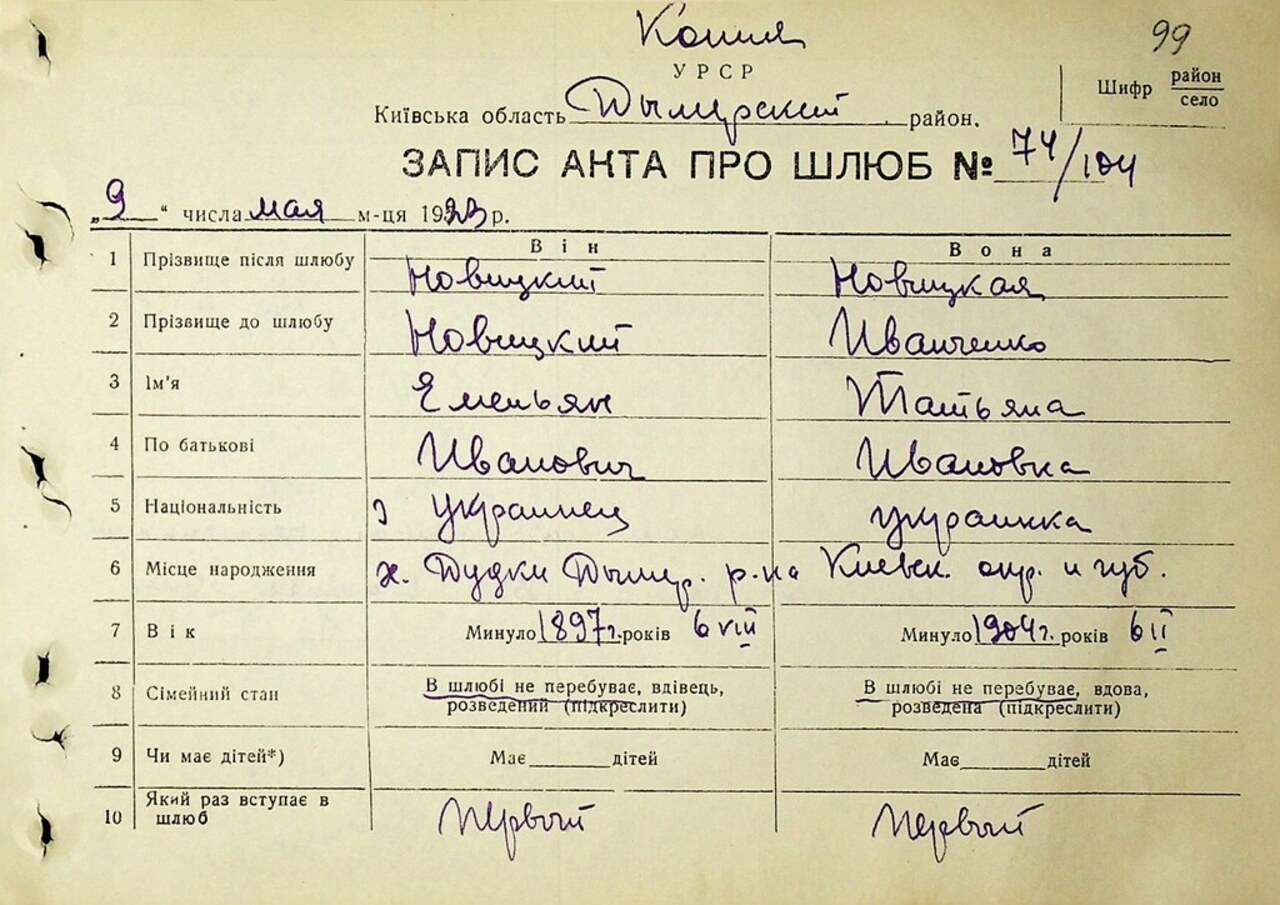 Копия
99
УРСР
Шифр район
село
Київська область Дымерский район.
ЗАПИС АКТА ПРО ШЛЮБ № 74/104
„9“ числа мая м-ця 1923 р.
Він Вона
1 Прізвище після шлюбу Новицкий Новицкая
2 Прізвище до шлюбу Новицкий Иванченко
3 Ім'я Емельян Татьяна
4 По батькові Иванович Ивановка
5 Національність украинец украинка
6 Місце народження х. Дудки Дымер. р-на Киевск. окр. и губ.
7 Вік Минуло 1897 г. років 6 VIII Минуло 1904 г. років 6 II
8 Сімейний стан В шлюбі не перебуває, вдівець, В шлюбі не перебуває, вдова,
розведений (підкреслити) розведена (підкреслити)
9 Чи має дітей*) Має дітей Має дітей
10 Який раз вступає в шлюб первый первый